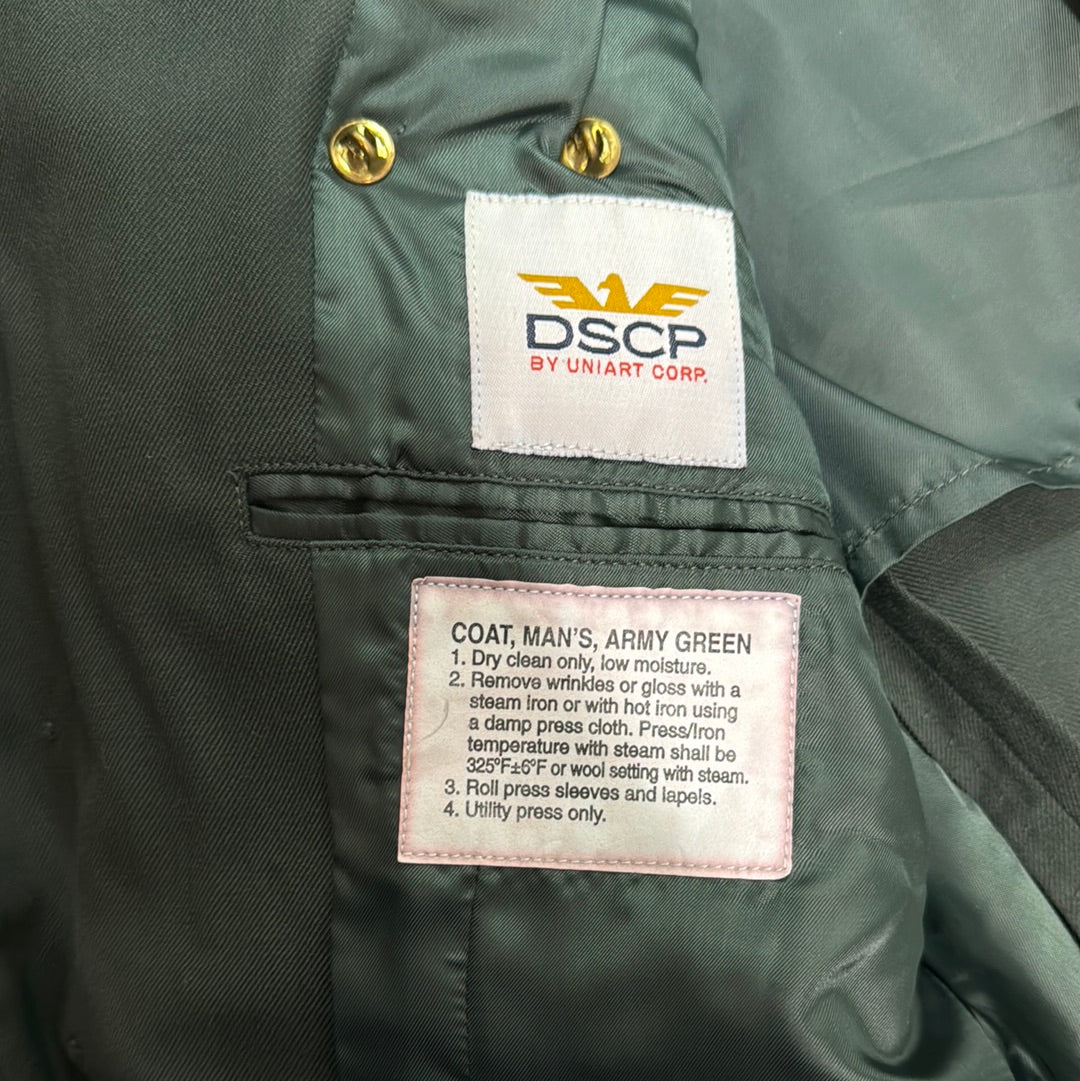 DSCP
BY UNIART CORP.
COAT, MAN'S, ARMY GREEN
1. Dry clean only, low moisture.
2. Remove wrinkles or gloss with a
steam iron or with hot iron using
a damp press cloth. Press/Iron
temperature with steam shall be
325°F±6°F or wool setting with steam.
3. Roll press sleeves and lapels.
4. Utility press only.